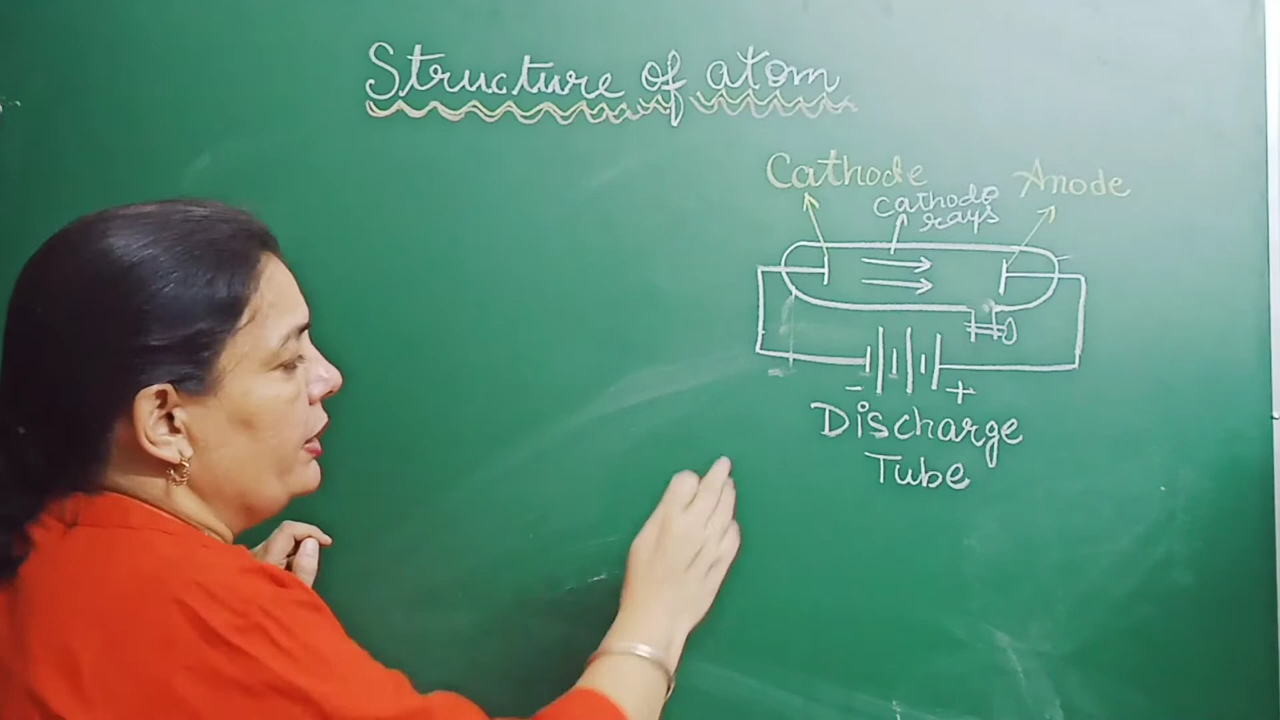 Structure of atom
Cathode
Anode
cathode
rays
- +
Discharge
Tube